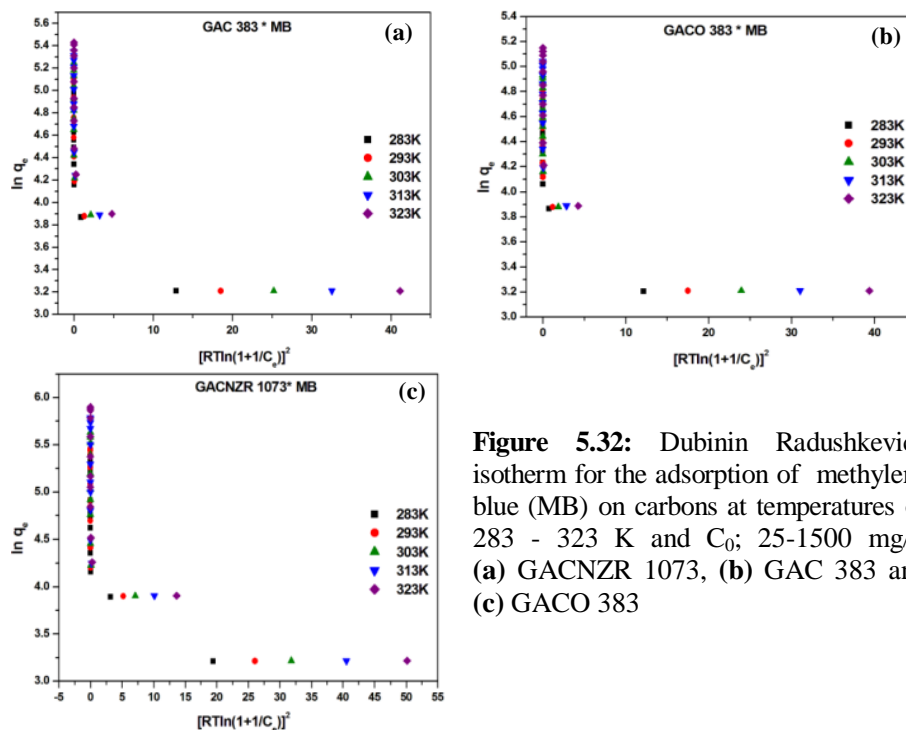 GAC 383 * MB
(a)
5.6
5.4
5.2
5.0
4.8
4.6
4.4
4.2
4.0
3.8
3.6
3.4
3.2
3.0
ln qe
283K
293K
303K
313K
323K
0 10 20 30 40
[RTln(1+1/Ce)]²
GACO 383 * MB
(b)
5.4
5.2
5.0
4.8
4.6
4.4
4.2
4.0
3.8
3.6
3.4
3.2
3.0
ln qe
283K
293K
303K
313K
323K
0 10 20 30 40
[RTln(1+1/Ce)]²
GACNZR 1073* MB
(c)
6.0
5.5
5.0
4.5
4.0
3.5
3.0
ln qe
283K
293K
303K
313K
323K
-5 0 5 10 15 20 25 30 35 40 45 50 55
[RTln(1+1/Ce)]²
Figure 5.32: Dubinin Radushkevic
isotherm for the adsorption of methyler
blue (MB) on carbons at temperatures
283 - 323 K and C0; 25-1500 mg/
(a) GACNZR 1073, (b) GAC 383 an
(c) GACO 383